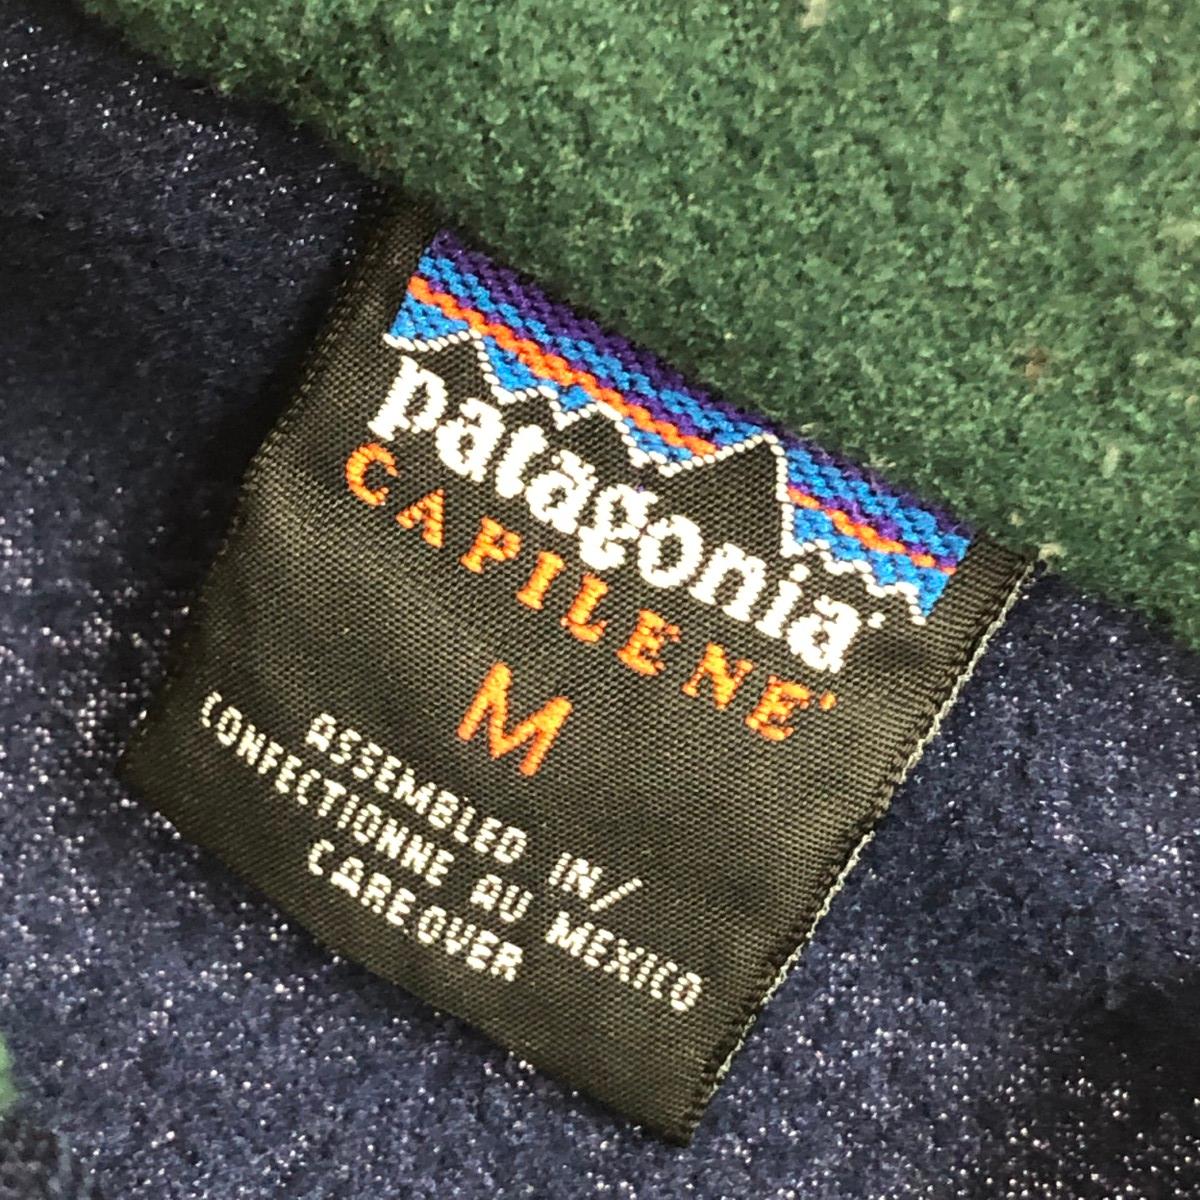 patagonia®
CAPILENE®
M
ASSEMBLED IN/
CONFECTIONNE AU MEXICO
CARE OVER